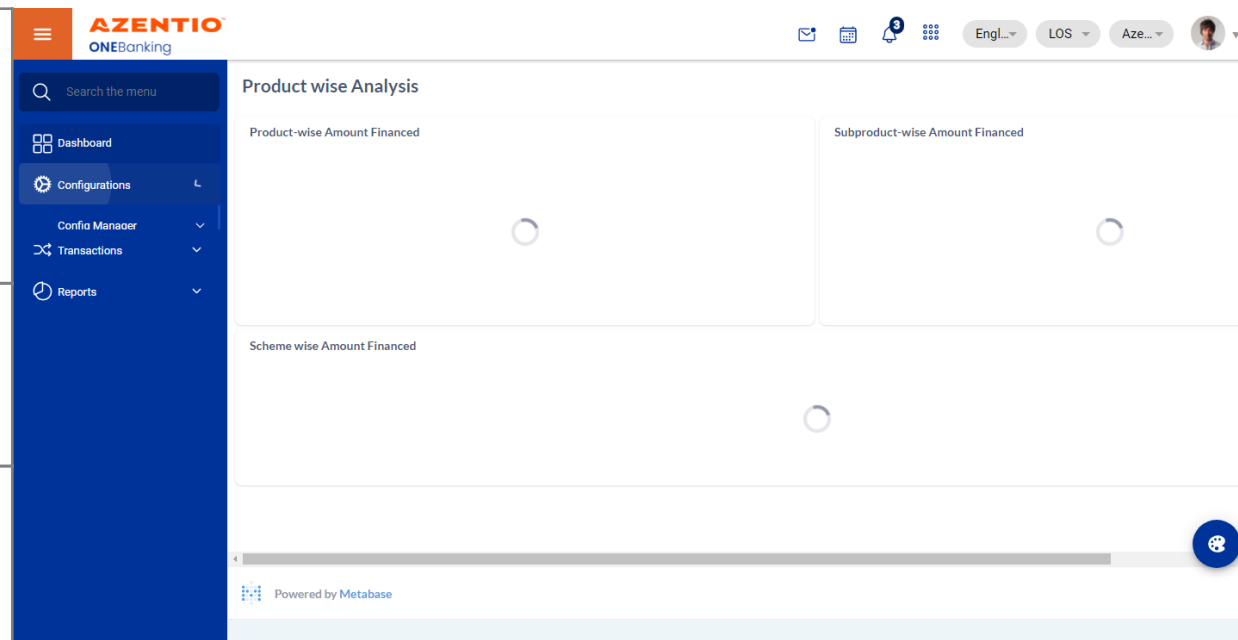 AZENTIO
ONEBanking
3
Engl...
LOS
Aze...
Search the menu
Dashboard
Configurations
Config Manager
Transactions
Reports
Product wise Analysis
Product-wise Amount Financed
Subproduct-wise Amount Financed
Scheme wise Amount Financed
Powered by Metabase